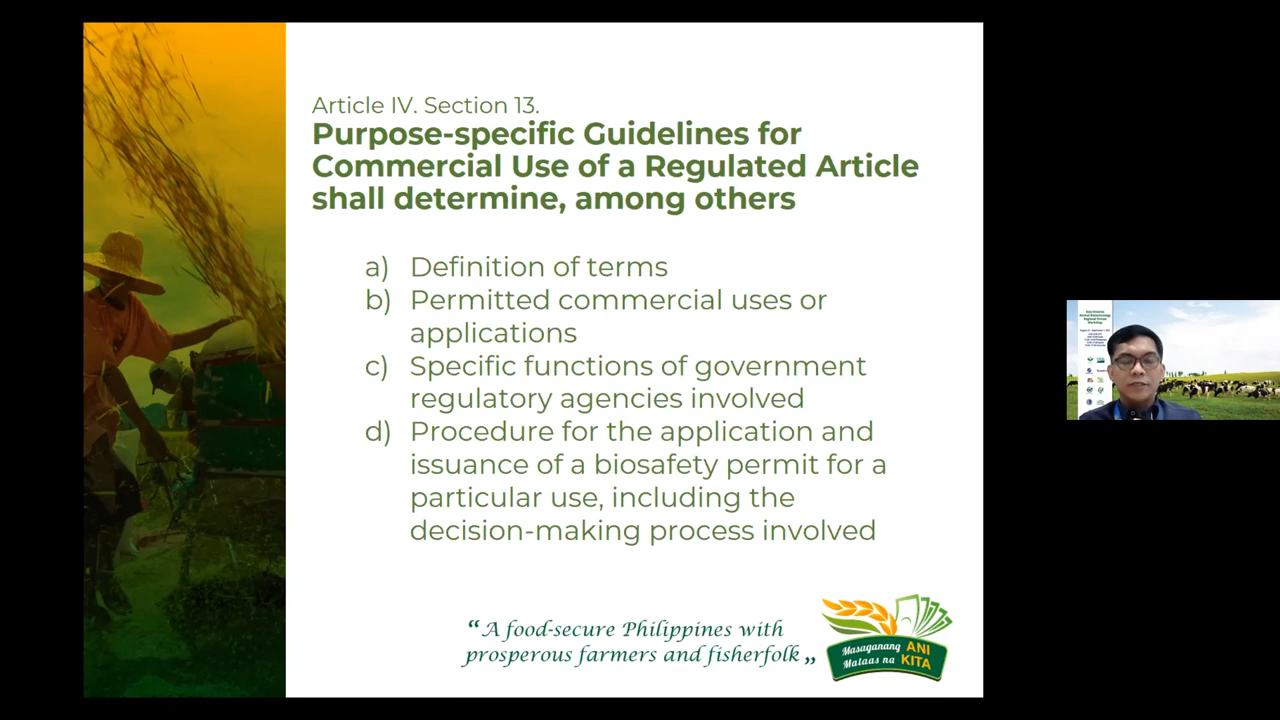 Article IV. Section 13.
Purpose-specific Guidelines for
Commercial Use of a Regulated Article
shall determine, among others
a) Definition of terms
b) Permitted commercial uses or
applications
c) Specific functions of government
regulatory agencies involved
d) Procedure for the application and
issuance of a biosafety permit for a
particular use, including the
decision-making process involved
“A food-secure Philippines with
prosperous farmers and fisherfolk„
Masaganang ANI
Mataas na KITA